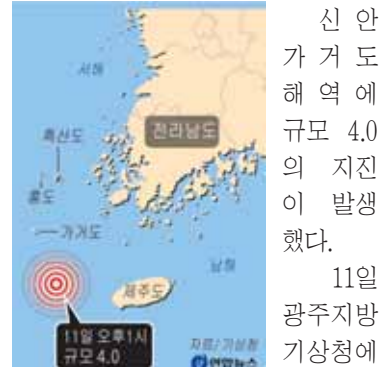 서해
전라남도
흑산도
홍도
가거도
남해
제주도
11일 오후1시
규모 4.0
자료/ 기상청
연합뉴스
신 안
가 거 도
해 역 에
규모 4.0
의 지진
이 발생
했다.
11일
광주지방
기상청에